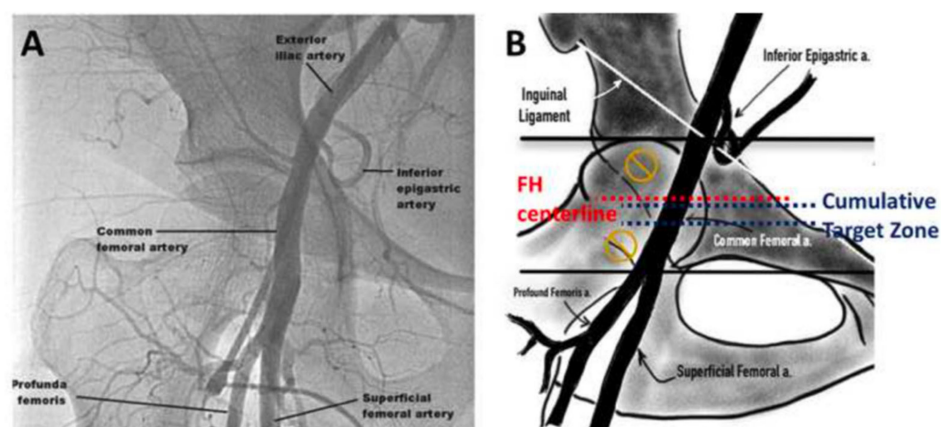 A
Exterior
iliac artery
Inferior
epigastric
artery
Common
femoral artery
Profunda
femoris
Superficial
femoral artery
B
Inferior Epigastric a.
Inguinal
Ligament
FH
centerline
Cumulative
Target Zone
Common Femoral a.
Profound Femoris a.
Superficial Femoral a.